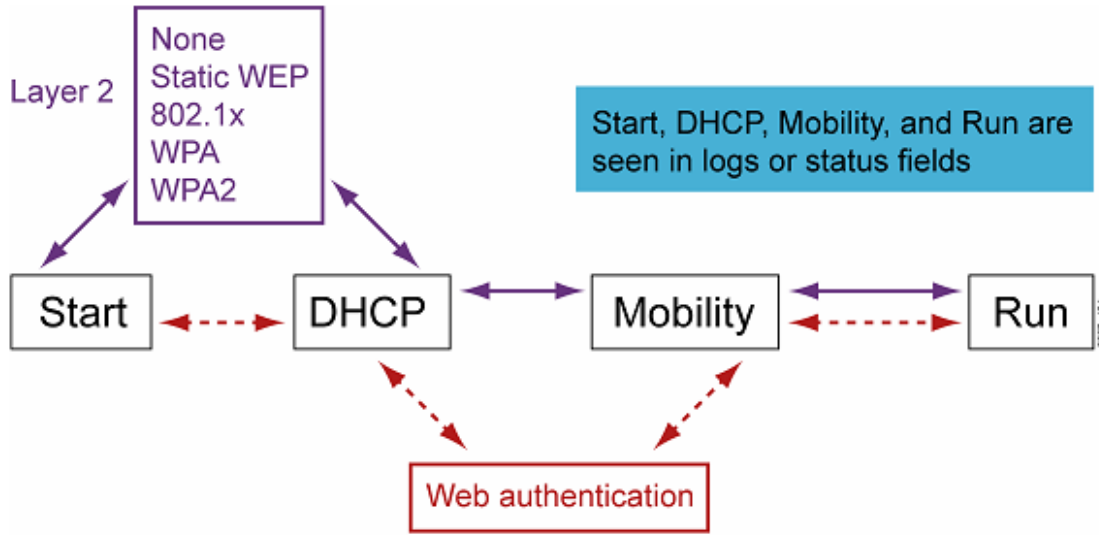 None
Static WEP
Layer 2
802.1x
WPA
WPA2
Start, DHCP, Mobility, and Run are
seen in logs or status fields
Start
DHCP
Mobility
Run
Web authentication